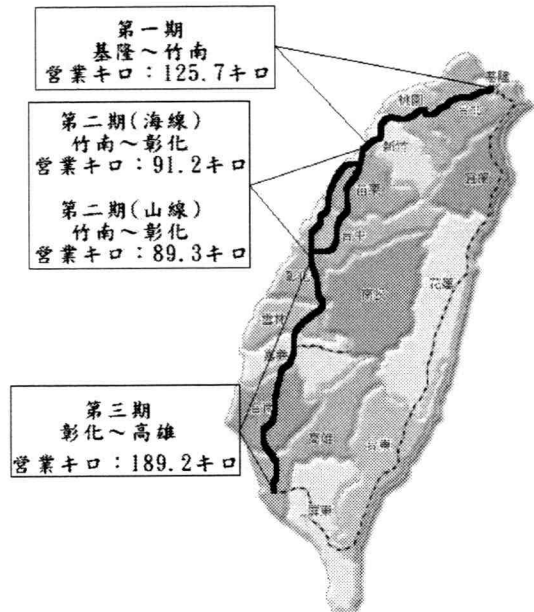 第一期
基隆～竹南
営業キロ：125.7キロ
第二期(海線)
竹南～彰化
営業キロ：91.2キロ
第二期(山線)
竹南～彰化
営業キロ：89.3キロ
第三期
彰化～高雄
営業キロ：189.2キロ
基隆
台北
桃園
新竹
宜蘭
苗栗
台中
彰化
南投
花蓮
雲林
嘉義
台南
高雄
台東
屏東